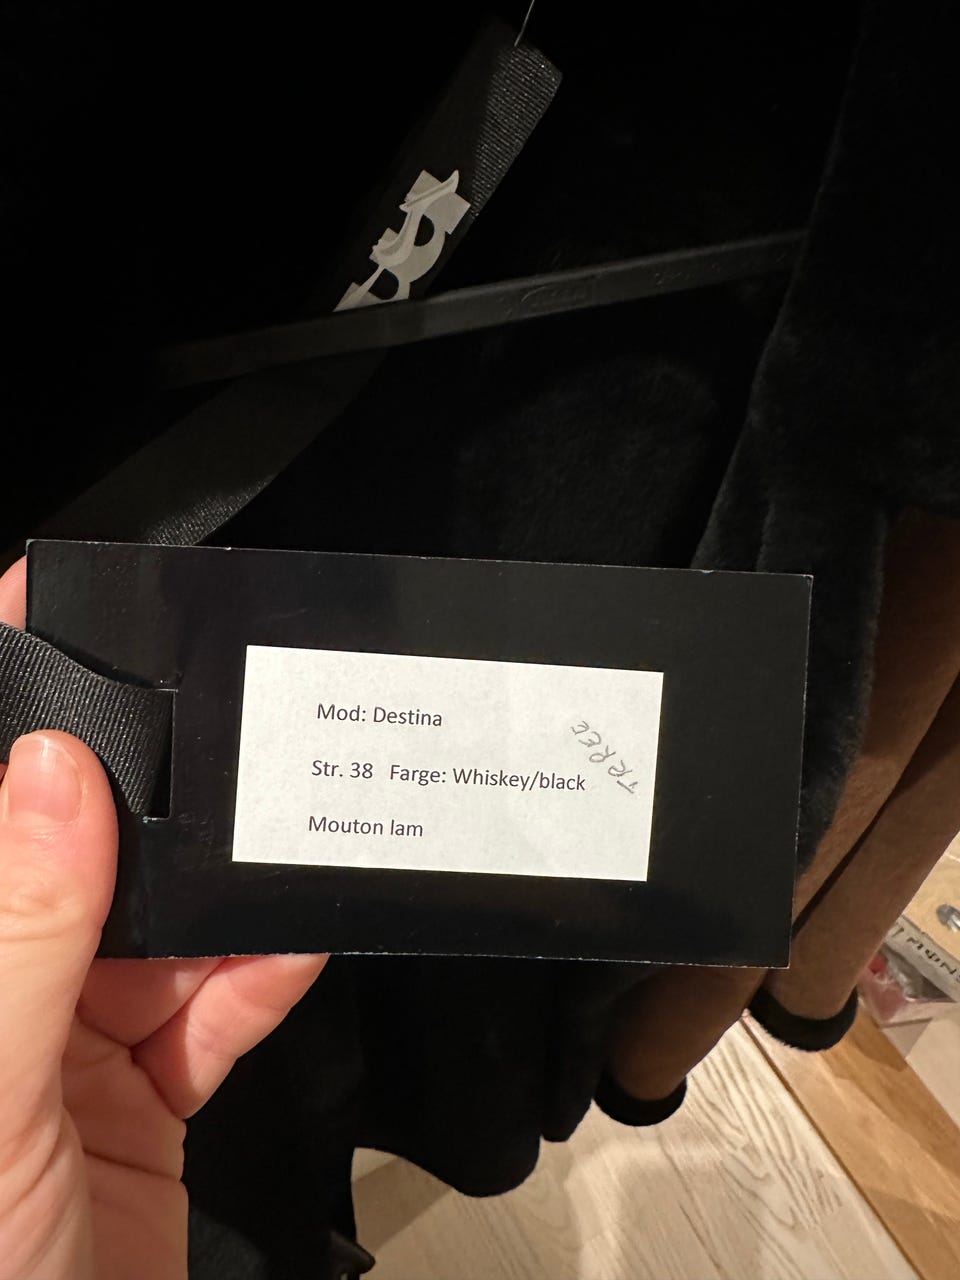 Mod: Destina
Str. 38 Farge: Whiskey/black
Mouton lam